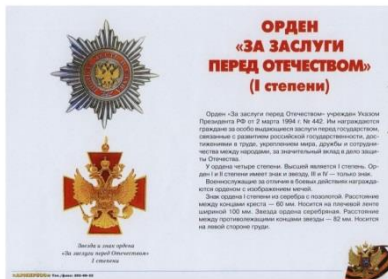 ОРДЕН
«ЗА ЗАСЛУГИ
ПЕРЕД ОТЕЧЕСТВОМ»
(I степени)
Орден «За заслуги перед Отечеством» учрежден Указом
Президента РФ от 2 марта 1994 г. № 442. Им награждаются
граждане за особо выдающиеся заслуги перед государством,
связанные с развитием российской государственности, дос-
тижениями в труде, укреплением мира, дружбы и сотрудни-
чества между народами, за значительный вклад в дело защи-
ты Отечества.
У ордена четыре степени. Высшей является I степень. Ор-
ден I и II степени имеет знак и звезду, III и IV — только знак.
Военнослужащие за отличия в боевых действиях награжда-
ются орденом с изображением мечей.
Знак ордена I степени из серебра с позолотой. Расстояние
между концами креста — 60 мм. Носится на плечевой ленте
шириной 100 мм. Звезда ордена серебряная. Расстояние
между противолежащими концами звезды — 82 мм. Носится
на левой стороне груди.
Звезда и знак ордена
«За заслуги перед Отечеством»
I степени